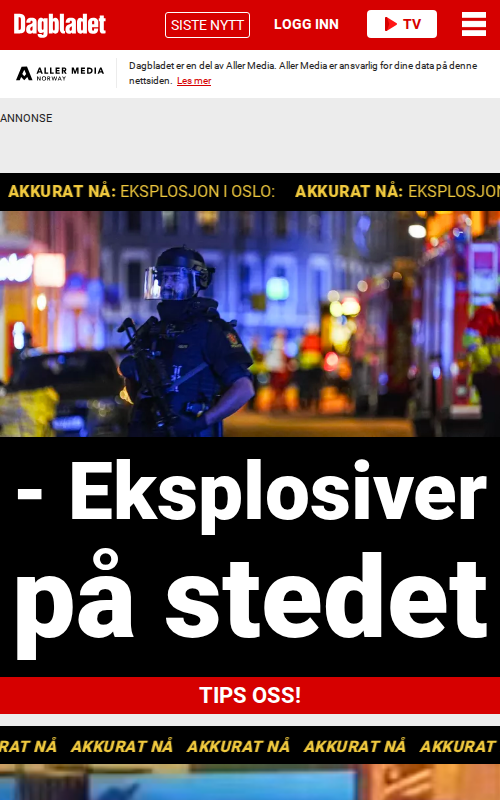 Dagbladet
SISTE NYTT
LOGG INN
TV
ALLER MEDIA
NORWAY
Dagbladet er en del av Aller Media. Aller Media er ansvarlig for dine data på denne
nettsiden. Les mer
ANNONSE
AKKURAT NÅ: EKSPLOSJON I OSLO: AKKURAT NÅ: EKSPLOSJON
- Eksplosiver
på stedet
TIPS OSS!
RAT NÅ AKKURAT NÅ AKKURAT NÅ AKKURAT NÅ AKKURAT